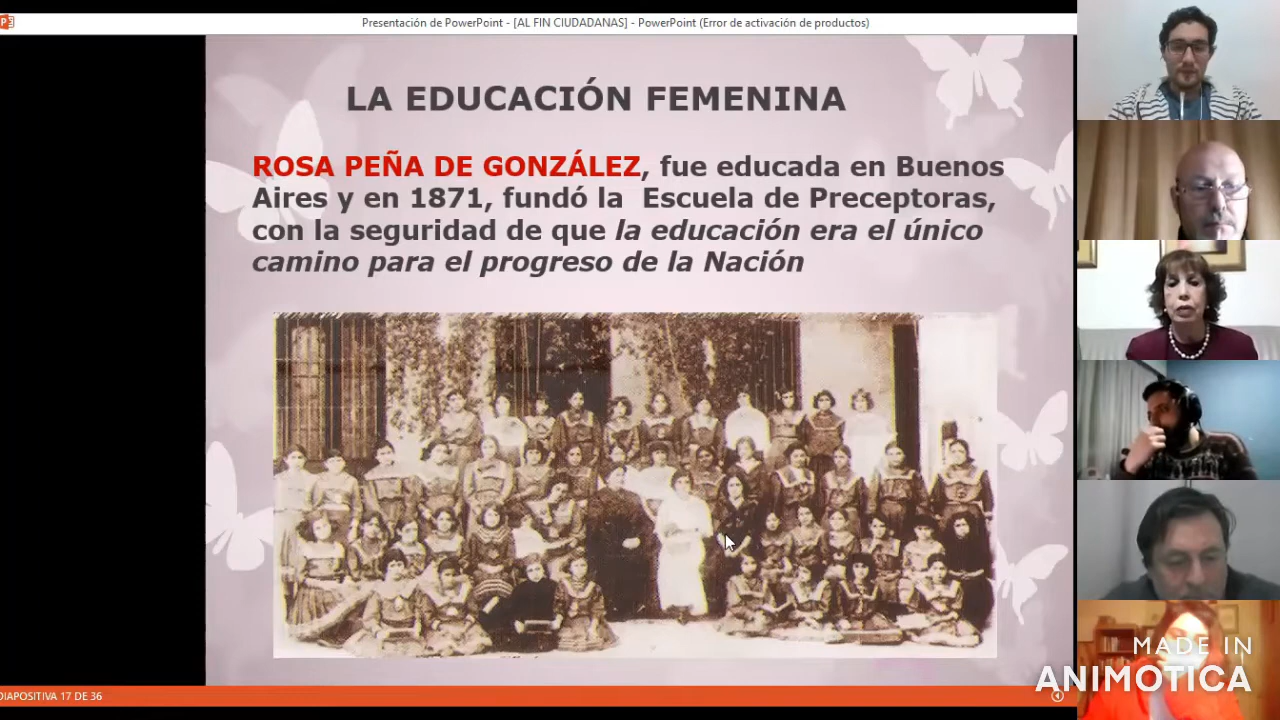 Presentación de PowerPoint - [AL FIN CIUDADANAS] - PowerPoint (Error de activación de productos)
LA EDUCACIÓN FEMENINA
ROSA PEÑA DE GONZÁLEZ, fue educada en Buenos
Aires y en 1871, fundó la Escuela de Preceptoras,
con la seguridad de que la educación era el único
camino para el progreso de la Nación
DIAPOSITIVA 17 DE 36
MADE IN
ANIMOTICA